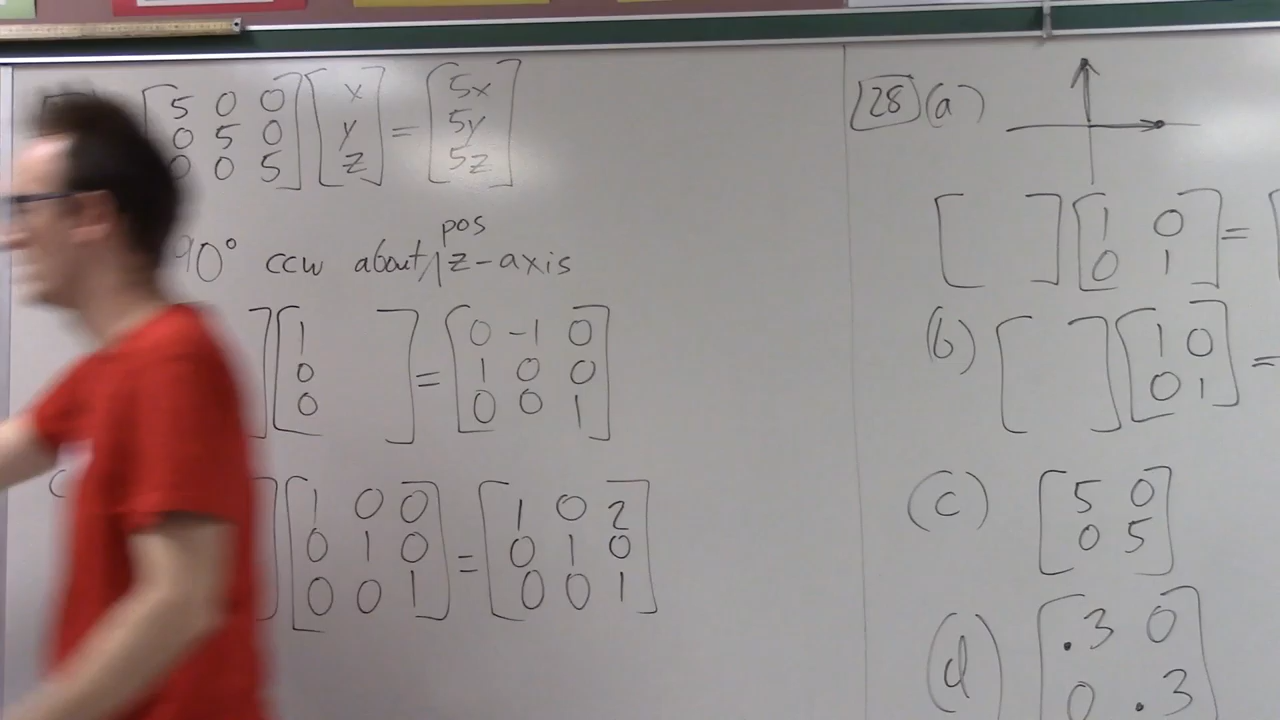 [5 0 0] [x] = [5x]
[0 5 0] [y] [5y]
[0 0 5] [z] [5z]
pos
90° ccw about z-axis
[1 ] = [0 -1 0]
[0 ] [1 0 0]
[0 ] [0 0 1]
(
[1 0 0] = [1 0 2]
[0 1 0] [0 1 0]
[0 0 1] [0 0 1]
28 (a)
[ ] [1 0] = [
[ ] [0 1]
(b) [ ] [1 0] =
[ ] [0 1]
(c) [5 0]
[0 5]
(d) [.3 0]
[0 .3]